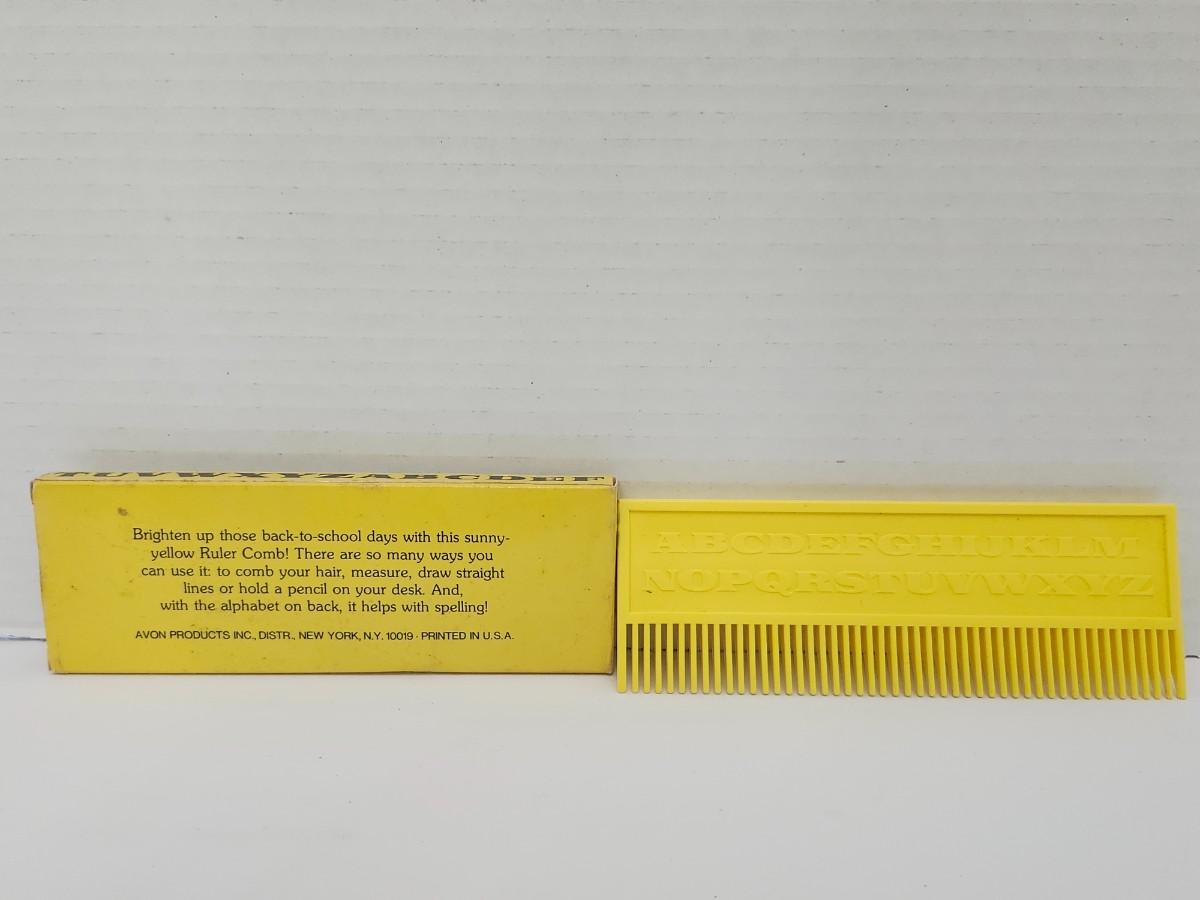 TUVWXYZABCDEF
Brighten up those back-to-school days with this sunny-
yellow Ruler Comb! There are so many ways you
can use it: to comb your hair, measure, draw straight
lines or hold a pencil on your desk. And,
with the alphabet on back, it helps with spelling!
AVON PRODUCTS INC., DISTR., NEW YORK, N.Y. 10019 · PRINTED IN U.S.A.
ABCDEFGHIJKLM
NOPQRSTUVWXYZ